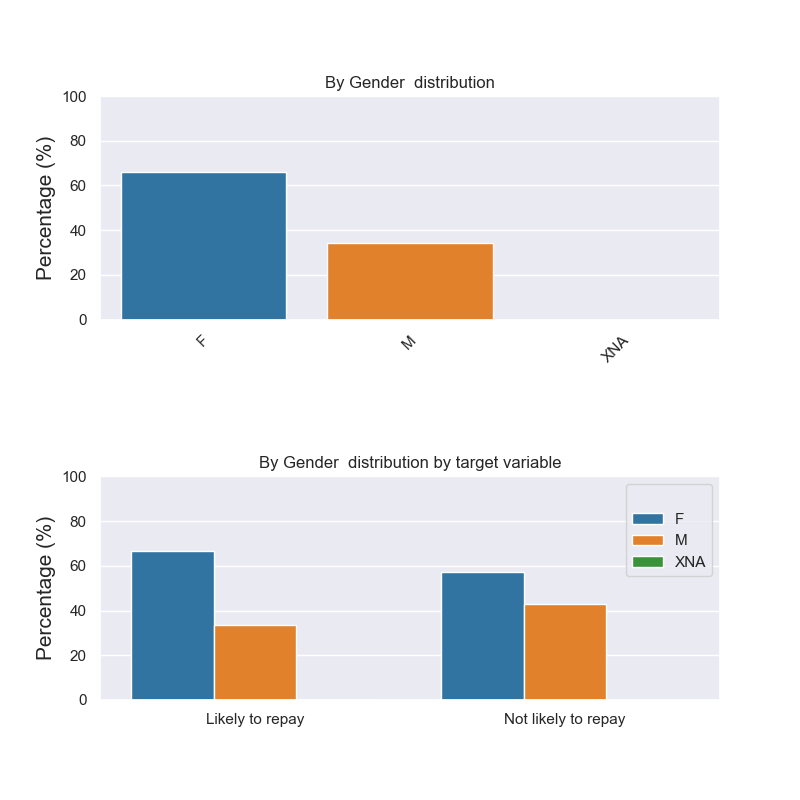 By Gender  distribution
Percentage (%)
100
80
60
40
20
0
F
M
XNA
By Gender  distribution by target variable
Percentage (%)
100
80
60
40
20
0
F
M
XNA
Likely to repay
Not likely to repay